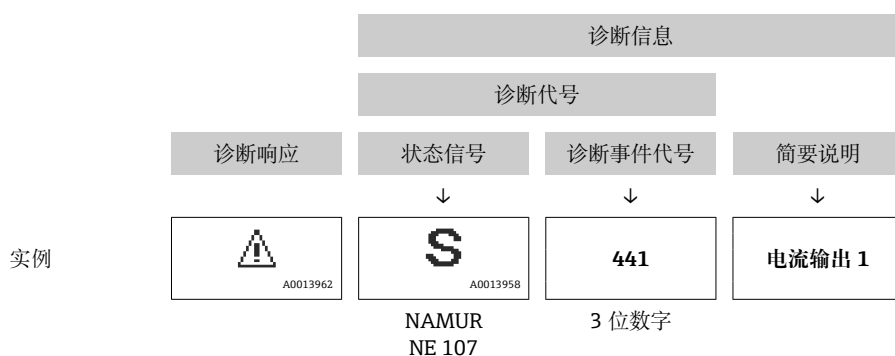 诊断信息
诊断代号
诊断响应 状态信号 诊断事件代号 简要说明
↓ ↓ ↓
实例 S 441 电流输出 1
A0013962 A0013958
NAMUR 3 位数字
NE 107